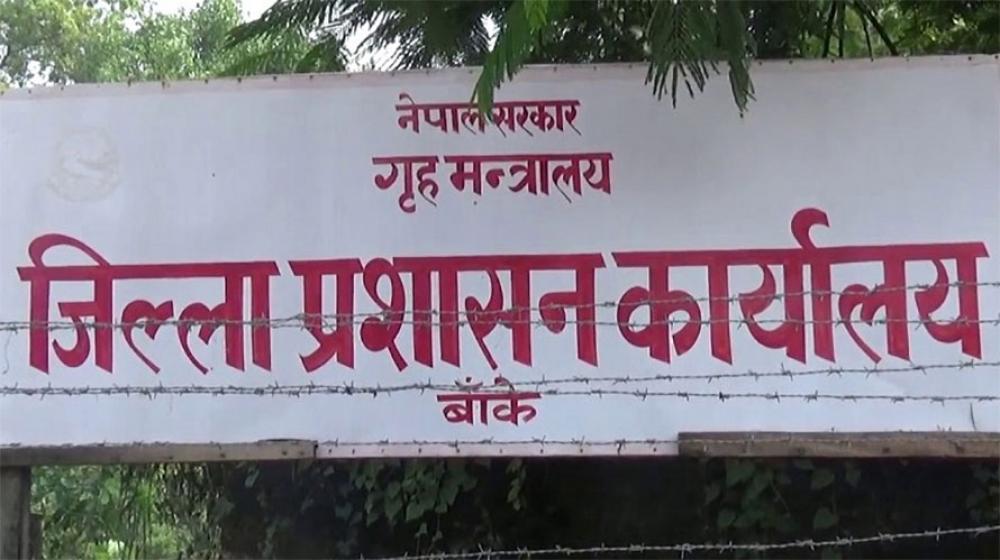 नेपाल सरकार
गृह मन्त्रालय
जिल्ला प्रशासन कार्यालय
बाँके